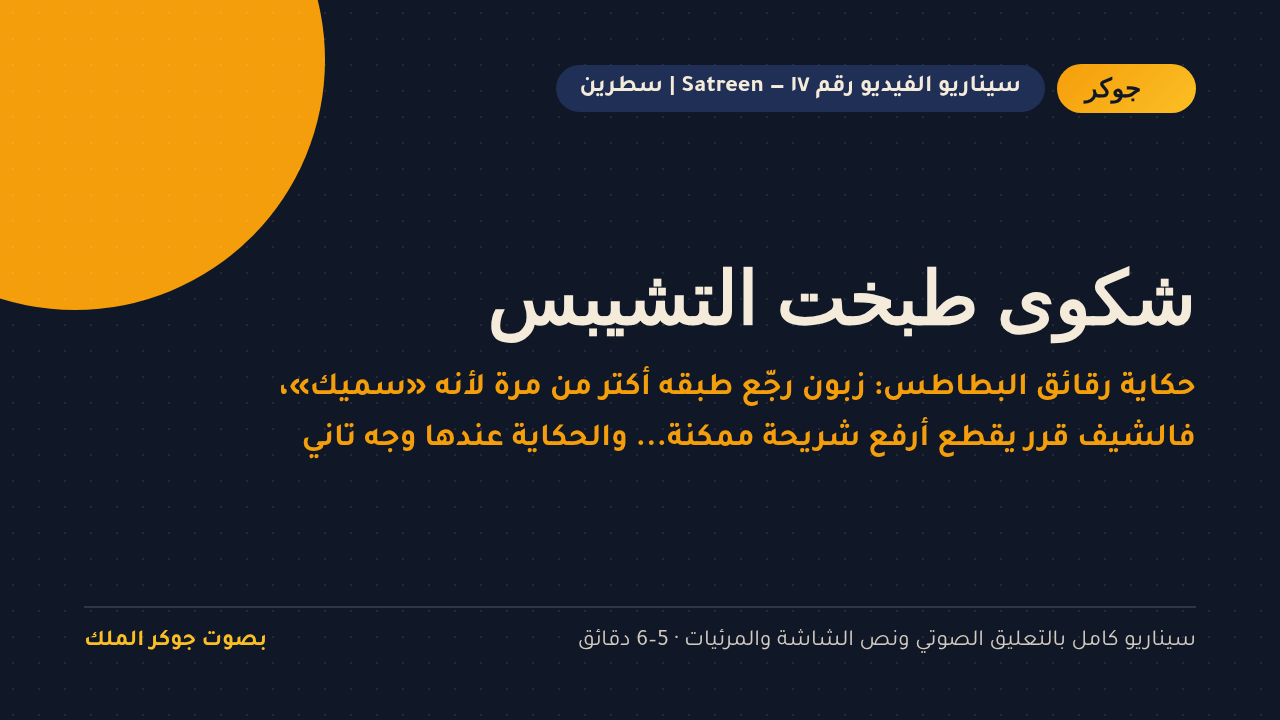 جوكر
سيناريو الفيديو رقم ١٧ — Satreen | سطرين
شكوى طبخت التشيبس
حكاية رقائق البطاطس: زبون رجّع طبقه أكتر من مرة لأنه «سميك»،
فالشيف قرر يقطع أرفع شريحة ممكنة... والحكاية عندها وجه تاني
سيناريو كامل بالتعليق الصوتي ونص الشاشة والمرئيات · 5–6 دقائق
بصوت جوكر الملك